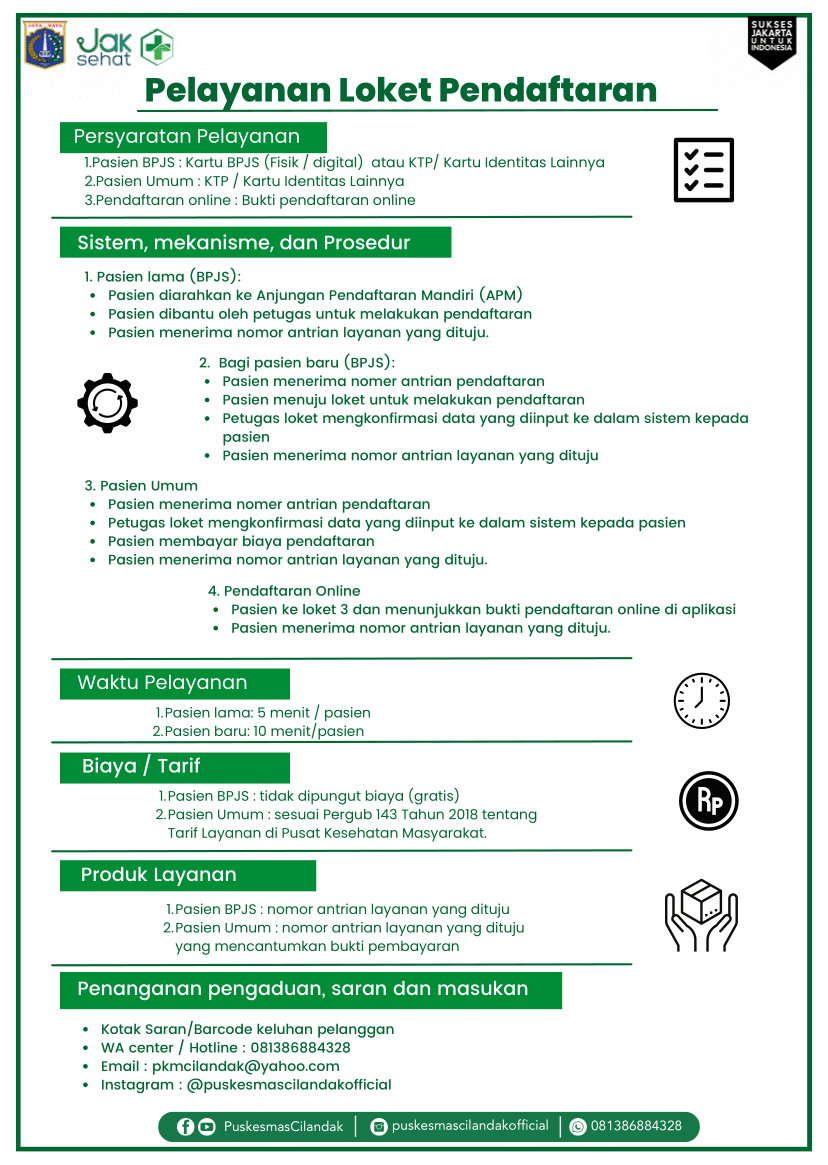 JAYA RAYA
Jak
sehat
SUKSES
JAKARTA
UNTUK
INDONESIA
Pelayanan Loket Pendaftaran
Persyaratan Pelayanan
1.Pasien BPJS : Kartu BPJS (Fisik / digital) atau KTP/ Kartu Identitas Lainnya
2.Pasien Umum : KTP / Kartu Identitas Lainnya
3.Pendaftaran online : Bukti pendaftaran online
Sistem, mekanisme, dan Prosedur
1. Pasien lama (BPJS):
• Pasien diarahkan ke Anjungan Pendaftaran Mandiri (APM)
• Pasien dibantu oleh petugas untuk melakukan pendaftaran
• Pasien menerima nomor antrian layanan yang dituju.
2. Bagi pasien baru (BPJS):
• Pasien menerima nomer antrian pendaftaran
• Pasien menuju loket untuk melakukan pendaftaran
• Petugas loket mengkonfirmasi data yang diinput ke dalam sistem kepada
pasien
• Pasien menerima nomor antrian layanan yang dituju
3. Pasien Umum
• Pasien menerima nomer antrian pendaftaran
• Petugas loket mengkonfirmasi data yang diinput ke dalam sistem kepada pasien
• Pasien membayar biaya pendaftaran
• Pasien menerima nomor antrian layanan yang dituju.
4. Pendaftaran Online
• Pasien ke loket 3 dan menunjukkan bukti pendaftaran online di aplikasi
• Pasien menerima nomor antrian layanan yang dituju.
Waktu Pelayanan
1.Pasien lama: 5 menit / pasien
2.Pasien baru: 10 menit/pasien
Biaya / Tarif
1.Pasien BPJS : tidak dipungut biaya (gratis)
2.Pasien Umum : sesuai Pergub 143 Tahun 2018 tentang
Tarif Layanan di Pusat Kesehatan Masyarakat.
Rp
Produk Layanan
1.Pasien BPJS : nomor antrian layanan yang dituju
2.Pasien Umum : nomor antrian layanan yang dituju
yang mencantumkan bukti pembayaran
Penanganan pengaduan, saran dan masukan
• Kotak Saran/Barcode keluhan pelanggan
• WA center / Hotline : 081386884328
• Email : pkmcilandak@yahoo.com
• Instagram : @puskesmascilandakofficial
PuskesmasCilandak | puskesmascilandakofficial | 081386884328